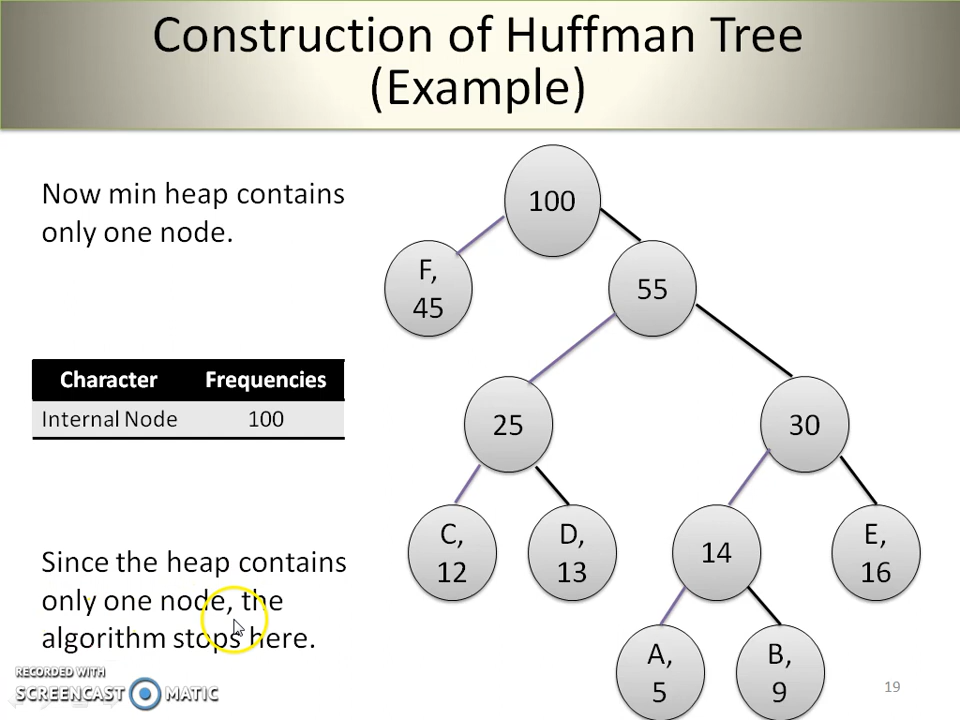 Construction of Huffman Tree
(Example)
Now min heap contains
only one node.
Character Frequencies
Internal Node 100
Since the heap contains
only one node, the
algorithm stops here.
100
F,
45
55
25
30
C,
12
D,
13
14
E,
16
A,
5
B,
9
RECORDED WITH
SCREENCAST MATIC
19